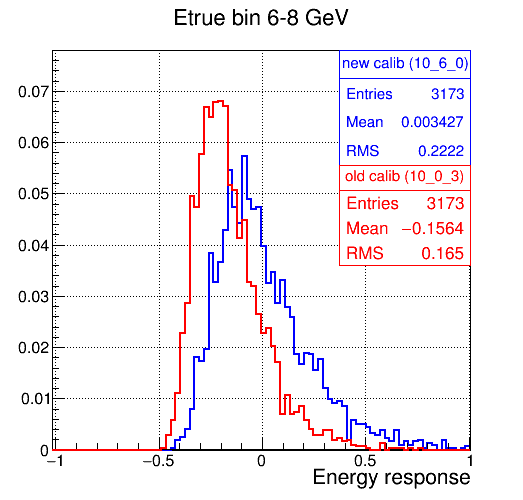 Etrue bin 6-8 GeV
new calib (10_6_0)
Entries 3173
Mean 0.003427
RMS 0.2222
old calib (10_0_3)
Entries 3173
Mean −0.1564
RMS 0.165
0.07
0.06
0.05
0.04
0.03
0.02
0.01
0
−1 −0.5 0 0.5 1
Energy response